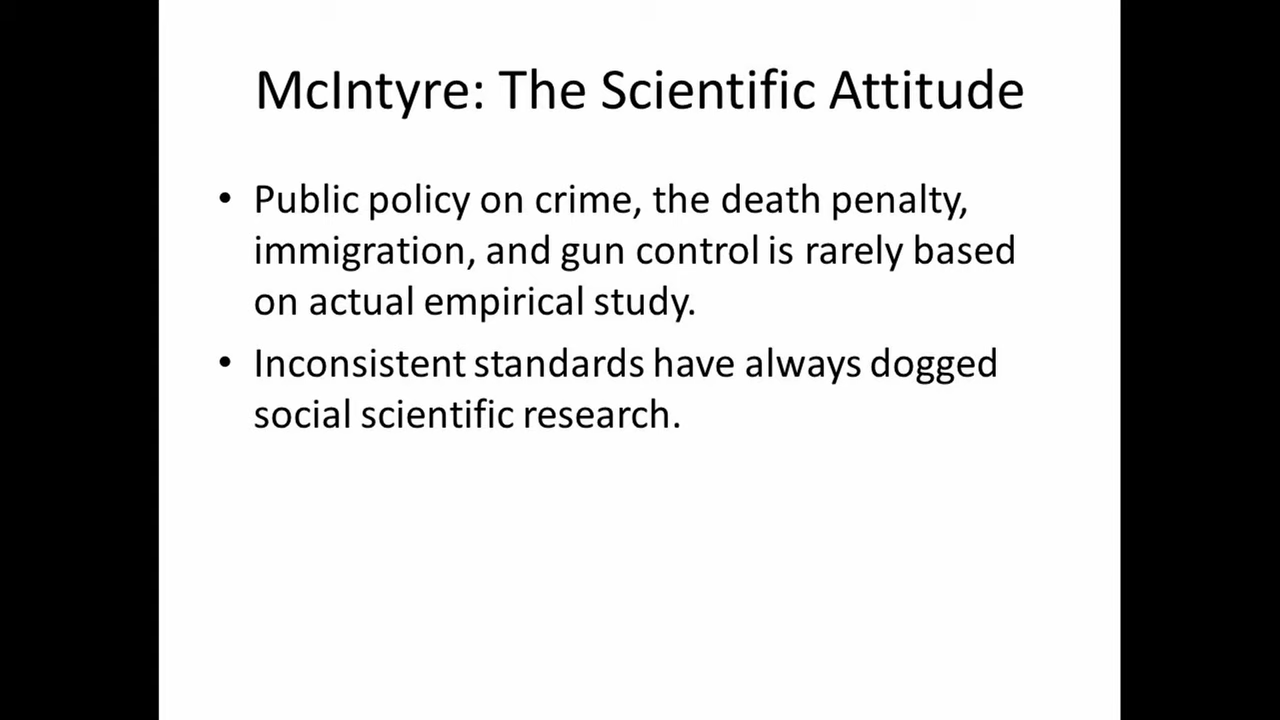 McIntyre: The Scientific Attitude
• Public policy on crime, the death penalty,
immigration, and gun control is rarely based
on actual empirical study.
• Inconsistent standards have always dogged
social scientific research.